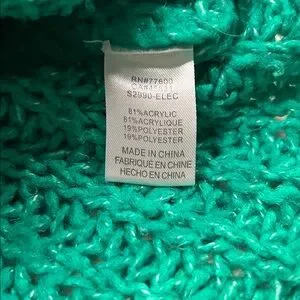 RN#77600
S2990-ELEC
81%ACRYLIC
81%ACRYLIQUE
19%POLYESTER
19%POLYESTER
MADE IN CHINA
FABRIQUE EN CHINE
HECHO EN CHINA